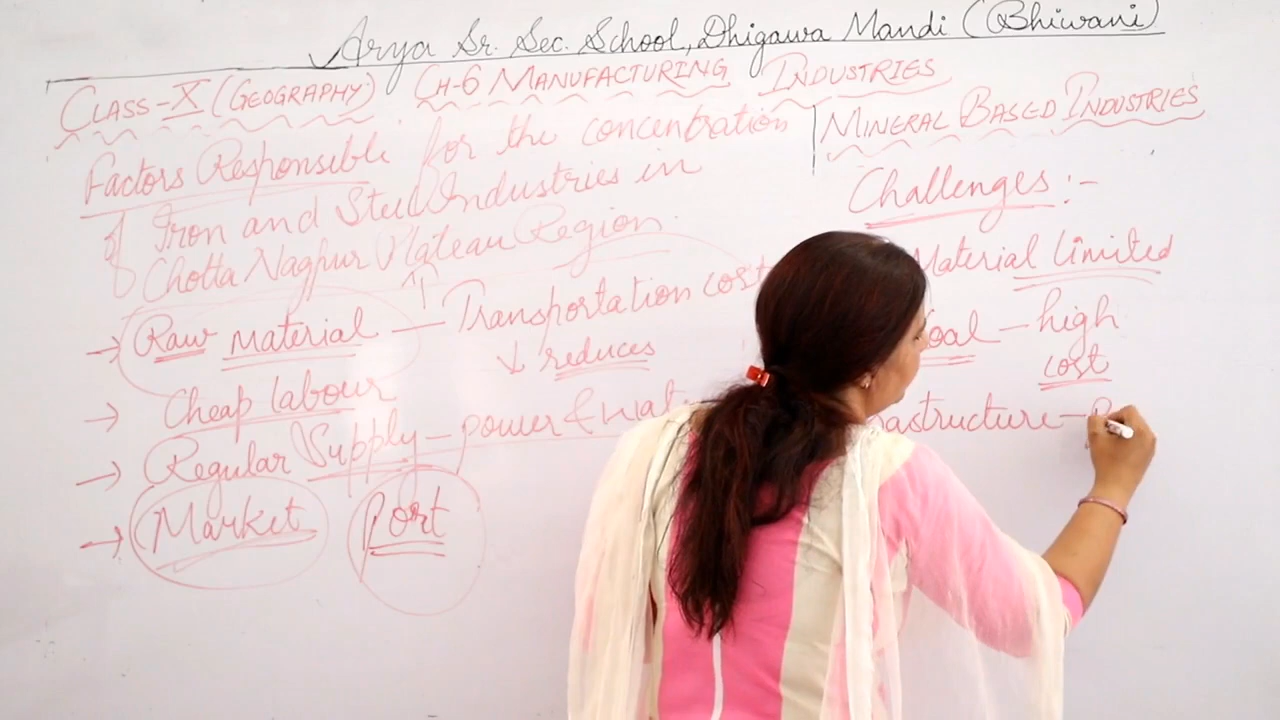 Arya Sr. Sec. School, Dhigawa Mandi (Bhiwani)
CLASS-X (GEOGRAPHY) CH-6 MANUFACTURING INDUSTRIES
Factors Responsible for the concentration
of Iron and Steel Industries in
Chotta Nagpur Plateau Region.
→ Raw material — Transportation cost
↓ reduces
→ Cheap labour
→ Regular Supply - power &
→ Market Port
MINERAL BASED INDUSTRIES
Challenges :-
Material limited
— high
cost